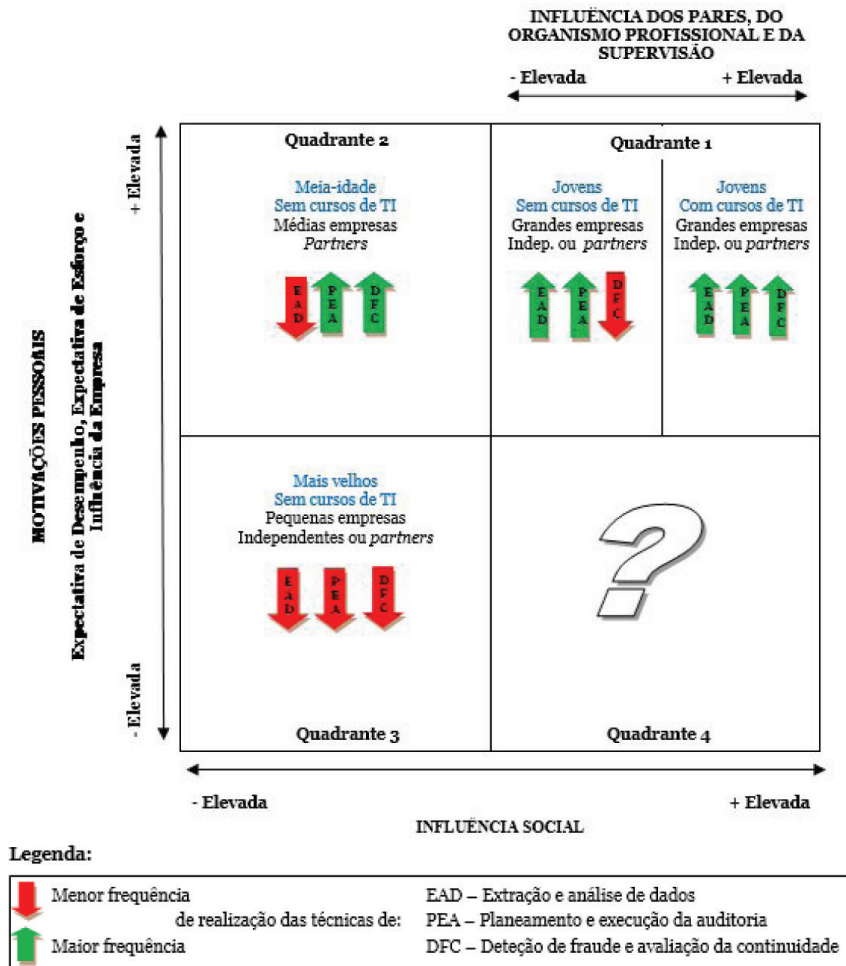 INFLUÊNCIA DOS PARES, DO
ORGANISMO PROFISSIONAL E DA
SUPERVISÃO
- Elevada + Elevada
MOTIVAÇÕES PESSOAIS
Expectativa de Desempenho, Expectativa de Esforço e
Influência da Empresa
+ Elevada
- Elevada
Quadrante 2
Meia-idade
Sem cursos de TI
Médias empresas
Partners
EAD PEA DFC
Quadrante 1
Jovens
Sem cursos de TI
Grandes empresas
Indep. ou partners
EAD PEA DFC
Jovens
Com cursos de TI
Grandes empresas
Indep. ou partners
EAD PEA DFC
Mais velhos
Sem cursos de TI
Pequenas empresas
Independentes ou partners
EAD PEA DFC
Quadrante 3
?
Quadrante 4
- Elevada + Elevada
INFLUÊNCIA SOCIAL
Legenda:
Menor frequência
de realização das técnicas de:
Maior frequência
EAD – Extração e análise de dados
PEA – Planeamento e execução da auditoria
DFC – Deteção de fraude e avaliação da continuidade